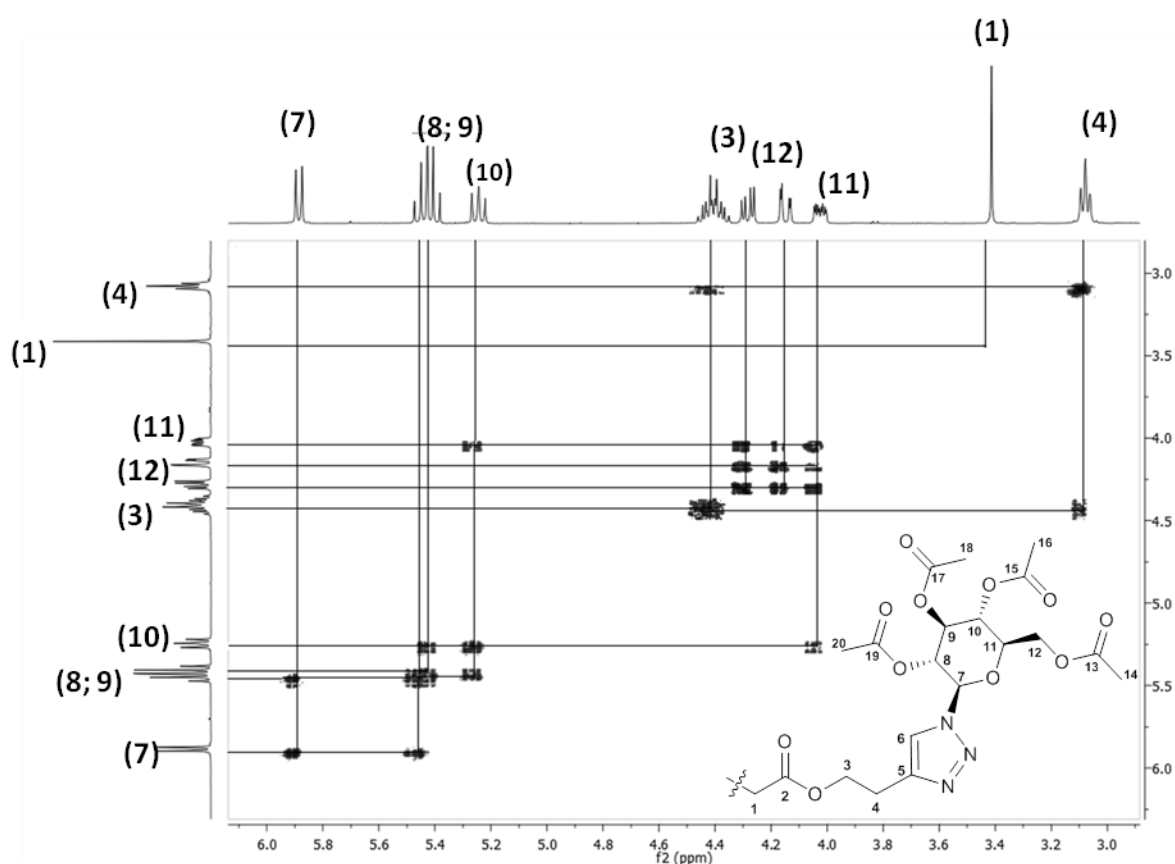 (1)
(7)
(8; 9)
(10)
(3)
(12)
(11)
(4)
(4)
(1)
(11)
(12)
(3)
(10)
(8; 9)
(7)
3.0
3.5
4.0
4.5
5.0
5.5
6.0
O
18
16
17
15
O
O
O
O
20
19
O
9
10
11
12
O
O
8
7
O
13
14
N
6
N
O
3
5
N
2
O
1
4
6.0 5.8 5.6 5.4 5.2 5.0 4.8 4.6 4.4 4.2 4.0 3.8 3.6 3.4 3.2 3.0
f2 (ppm)